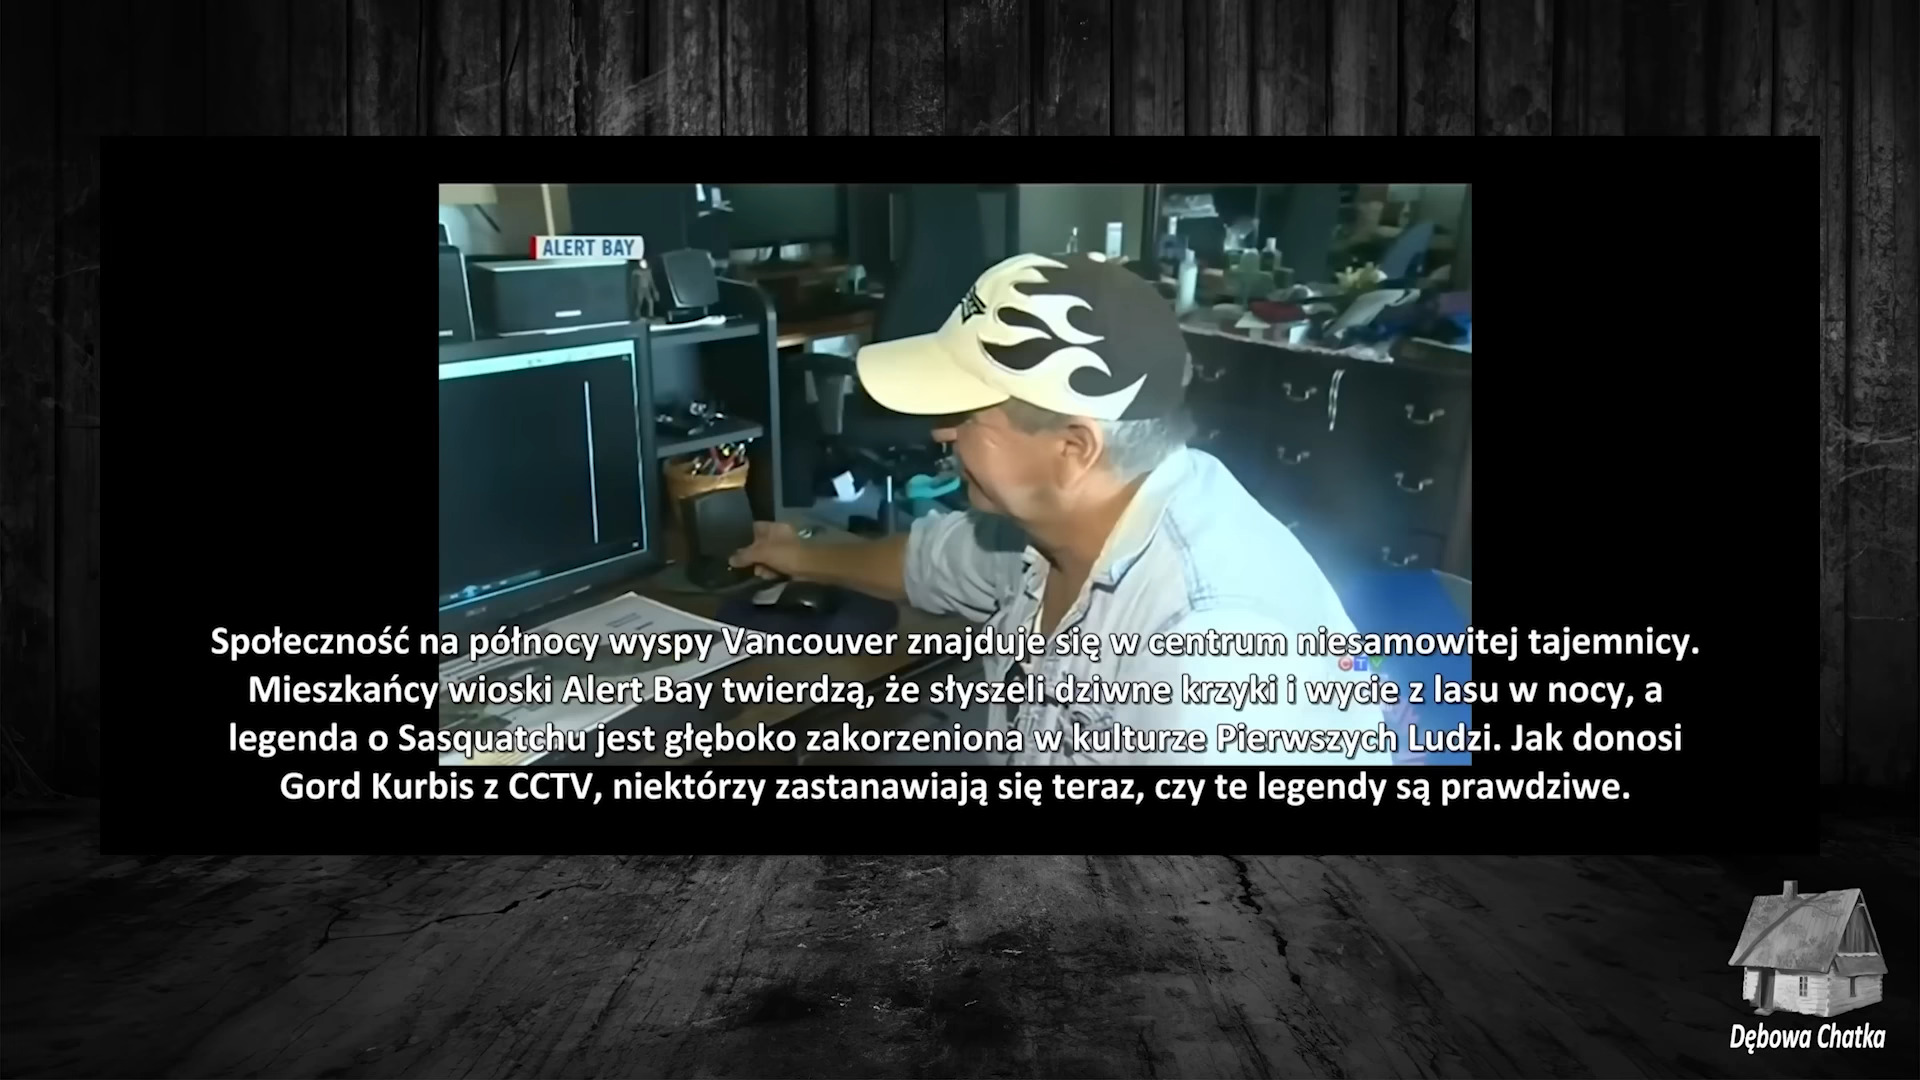 ALERT BAY
CTV
Społeczność na północy wyspy Vancouver znajduje się w centrum niesamowitej tajemnicy.
Mieszkańcy wioski Alert Bay twierdzą, że słyszeli dziwne krzyki i wycie z lasu w nocy, a
legenda o Sasquatchu jest głęboko zakorzeniona w kulturze Pierwszych Ludzi. Jak donosi
Gord Kurbis z CCTV, niektórzy zastanawiają się teraz, czy te legendy są prawdziwe.
Dębowa Chatka